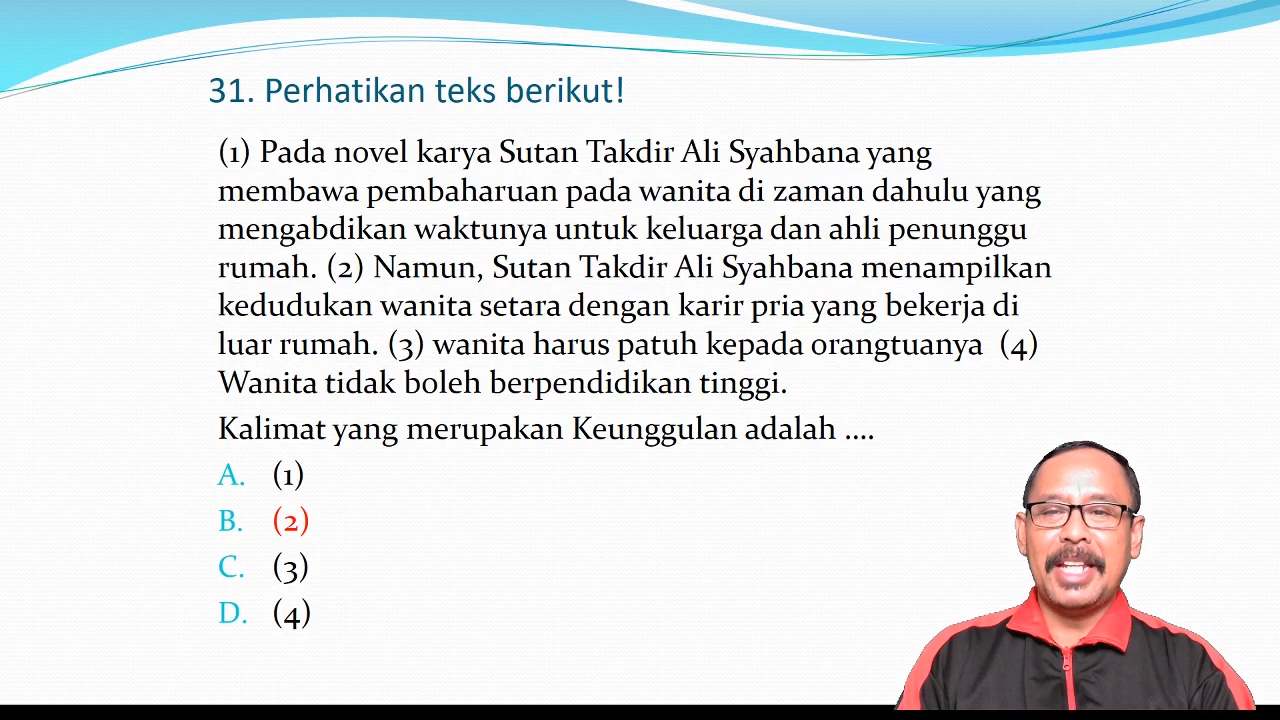 31. Perhatikan teks berikut!
(1) Pada novel karya Sutan Takdir Ali Syahbana yang
membawa pembaharuan pada wanita di zaman dahulu yang
mengabdikan waktunya untuk keluarga dan ahli penunggu
rumah. (2) Namun, Sutan Takdir Ali Syahbana menampilkan
kedudukan wanita setara dengan karir pria yang bekerja di
luar rumah. (3) wanita harus patuh kepada orangtuanya (4)
Wanita tidak boleh berpendidikan tinggi.
Kalimat yang merupakan Keunggulan adalah ....
A. (1)
B. (2)
C. (3)
D. (4)